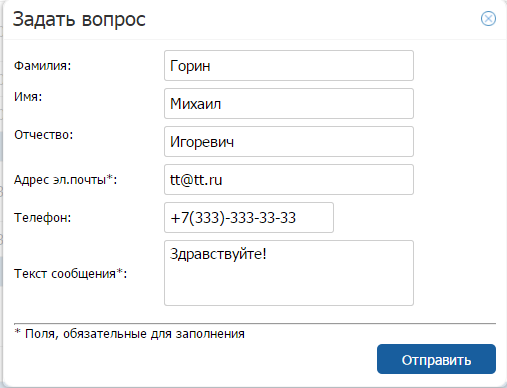 Задать вопрос
Фамилия: Горин
Имя: Михаил
Отчество: Игоревич
Адрес эл.почты*: tt@tt.ru
Телефон: +7(333)-333-33-33
Текст сообщения*: Здравствуйте!
* Поля, обязательные для заполнения
Отправить